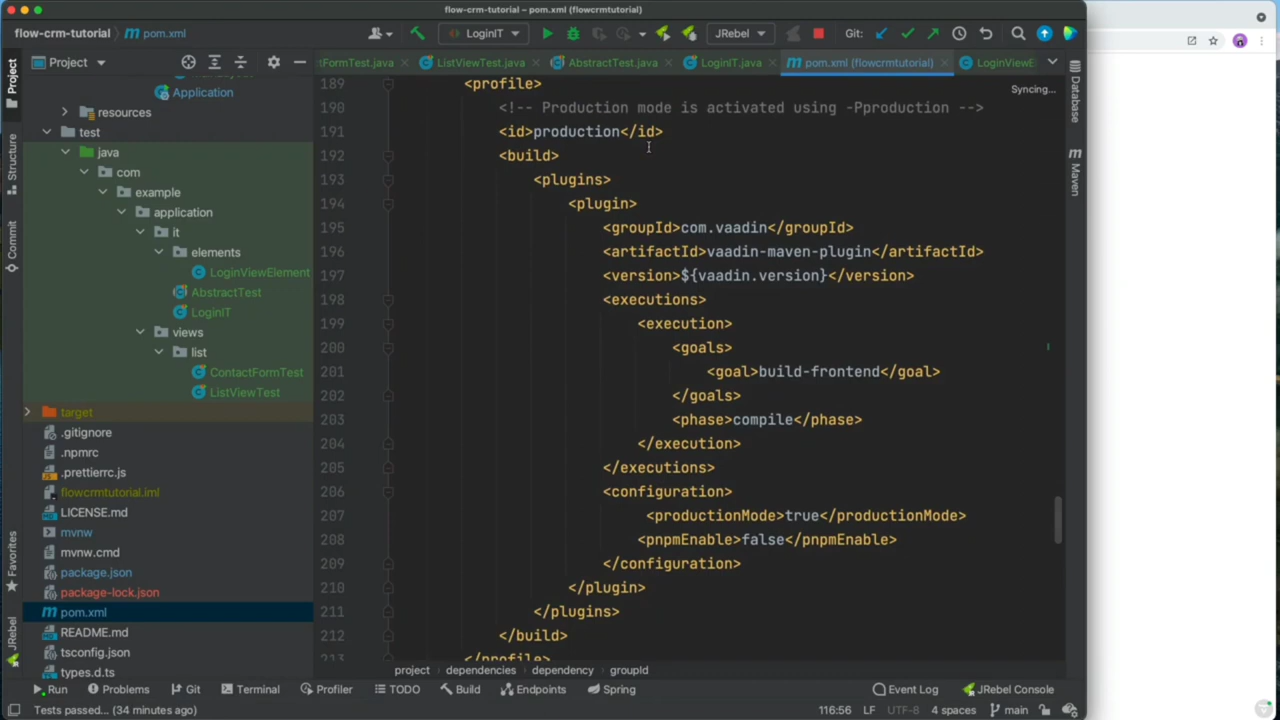 flow-crm-tutorial – pom.xml (flowcrmtutorial)
flow-crm-tutorial
pom.xml
LoginIT
JRebel
Git:
Project
tFormTest.java
ListViewTest.java
AbstractTest.java
LoginIT.java
pom.xml (flowcrmtutorial)
LoginViewE
Syncing...
Project
Structure
Commit
Favorites
JRebel
Database
Maven
Application
resources
test
java
com
example
application
it
elements
LoginViewElement
AbstractTest
LoginIT
views
list
ContactFormTest
ListViewTest
target
.gitignore
.npmrc
.prettierrc.js
flowcrmtutorial.iml
LICENSE.md
mvnw
mvnw.cmd
package.json
package-lock.json
pom.xml
README.md
tsconfig.json
types.d.ts
189 <profile>
190 <!-- Production mode is activated using -Pproduction -->
191 <id>production</id>
192 <build>
193 <plugins>
194 <plugin>
195 <groupId>com.vaadin</groupId>
196 <artifactId>vaadin-maven-plugin</artifactId>
197 <version>${vaadin.version}</version>
198 <executions>
199 <execution>
200 <goals>
201 <goal>build-frontend</goal>
202 </goals>
203 <phase>compile</phase>
204 </execution>
205 </executions>
206 <configuration>
207 <productionMode>true</productionMode>
208 <pnpmEnable>false</pnpmEnable>
209 </configuration>
210 </plugin>
211 </plugins>
212 </build>
213 </profile>
project dependencies dependency groupId
Run Problems Git Terminal Profiler TODO Build Endpoints Spring Event Log JRebel Console
Tests passed... (34 minutes ago) 116:56 LF UTF-8 4 spaces main